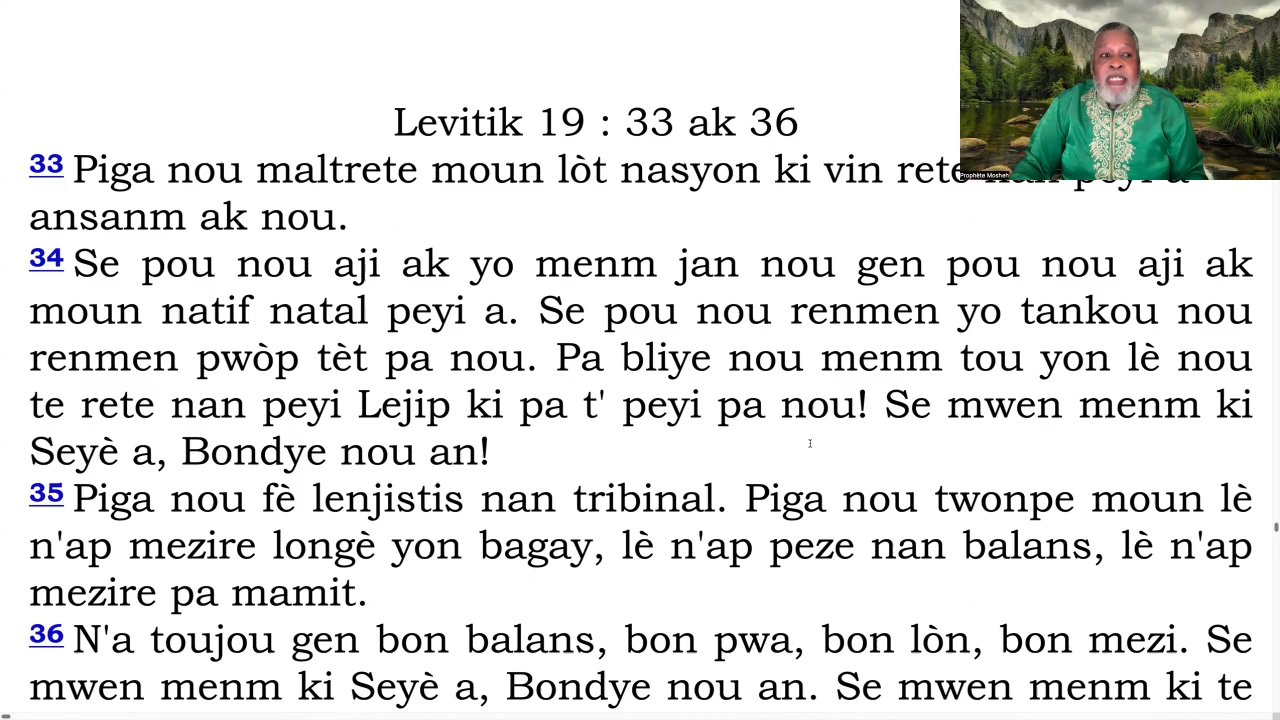 Levitik 19 : 33 ak 36
33 Piga nou maltrete moun lòt nasyon ki vin rete nan peyi a
ansanm ak nou.
34 Se pou nou aji ak yo menm jan nou gen pou nou aji ak
moun natif natal peyi a. Se pou nou renmen yo tankou nou
renmen pwòp tèt pa nou. Pa bliye nou menm tou yon lè nou
te rete nan peyi Lejip ki pa t' peyi pa nou! Se mwen menm ki
Seyè a, Bondye nou an!
35 Piga nou fè lenjistis nan tribinal. Piga nou twonpe moun lè
n'ap mezire longè yon bagay, lè n'ap peze nan balans, lè n'ap
mezire pa mamit.
36 N'a toujou gen bon balans, bon pwa, bon lòn, bon mezi. Se
mwen menm ki Seyè a, Bondye nou an. Se mwen menm ki te
Prophète Mosheh